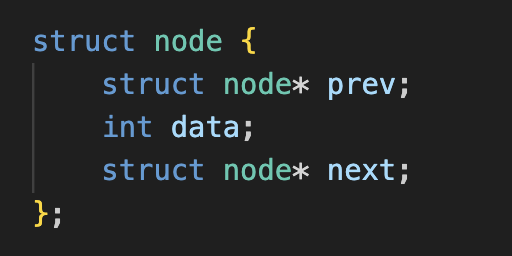 struct node {
    struct node* prev;
    int data;
    struct node* next;
};